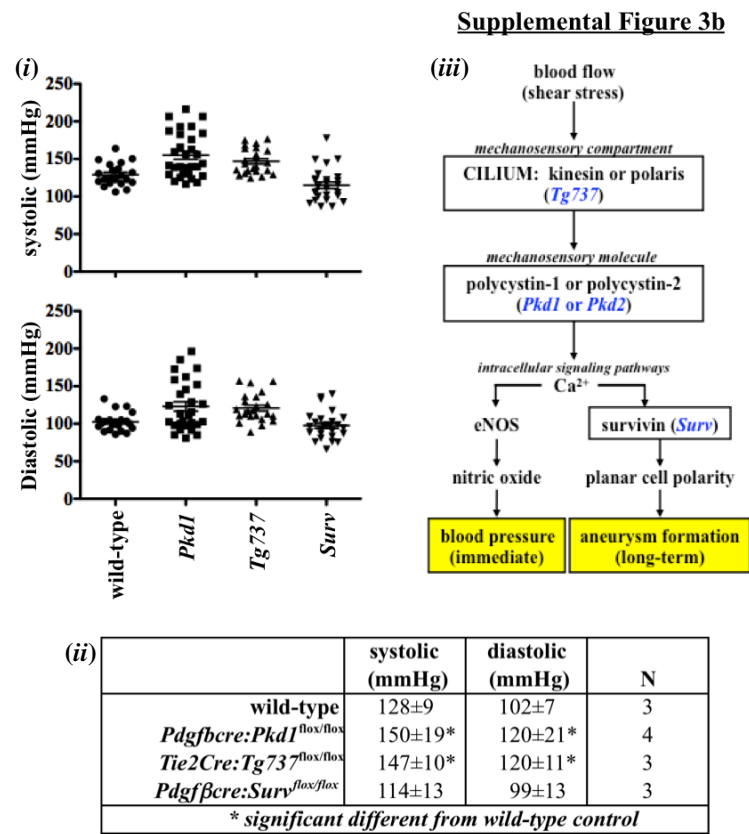 Supplemental Figure 3b
(i)
systolic (mmHg)
250
200
150
100
50
0
Diastolic (mmHg)
250
200
150
100
50
0
wild-type
Pkd1
Tg737
Surv
(iii)
blood flow
(shear stress)
mechanosensory compartment
CILIUM: kinesin or polaris
(Tg737)
mechanosensory molecule
polycystin-1 or polycystin-2
(Pkd1 or Pkd2)
intracellular signaling pathways
Ca2+
eNOS survivin (Surv)
nitric oxide planar cell polarity
blood pressure aneurysm formation
(immediate) (long-term)
(ii)
systolic diastolic
(mmHg) (mmHg) N
wild-type 128±9 102±7 3
Pdgfbcre:Pkd1flox/flox 150±19* 120±21* 4
Tie2Cre:Tg737flox/flox 147±10* 120±11* 3
Pdgfβcre:Survflox/flox 114±13 99±13 3
* significant different from wild-type control